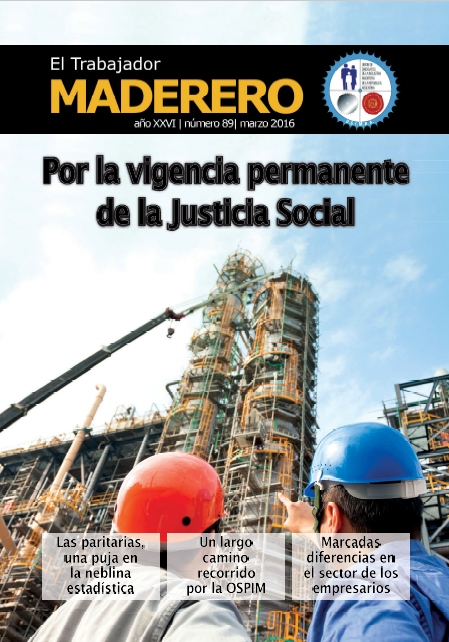 El Trabajador
MADERERO
año XXVI | número 89| marzo 2016
Por la vigencia permanente
de la Justicia Social
Las paritarias,
una puja en
la neblina
estadística
Un largo
camino
recorrido
por la OSPIM
Marcadas
diferencias en
el sector de los
empresarios